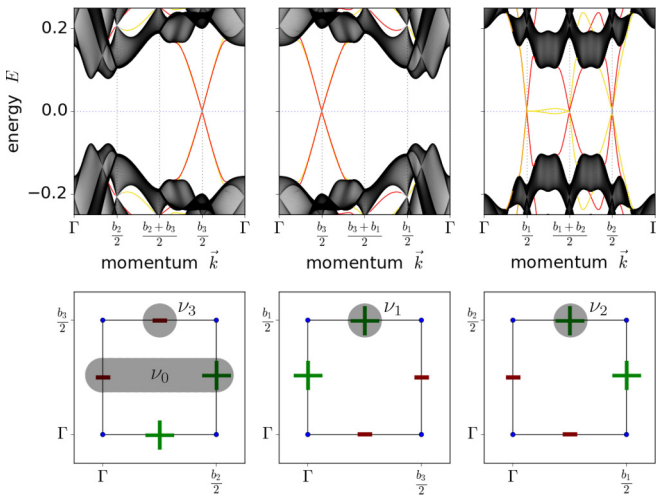 0.2
0.0
−0.2
energy E
Γ b₂/2 (b₂+b₃)/2 b₃/2 Γ
momentum k⃗
Γ b₃/2 (b₃+b₁)/2 b₁/2 Γ
momentum k⃗
Γ b₁/2 (b₁+b₂)/2 b₂/2 Γ
momentum k⃗
b₃/2
Γ
ν₃
ν₀
Γ b₂/2
b₁/2
Γ
ν₁
Γ b₃/2
b₂/2
Γ
ν₂
Γ b₁/2